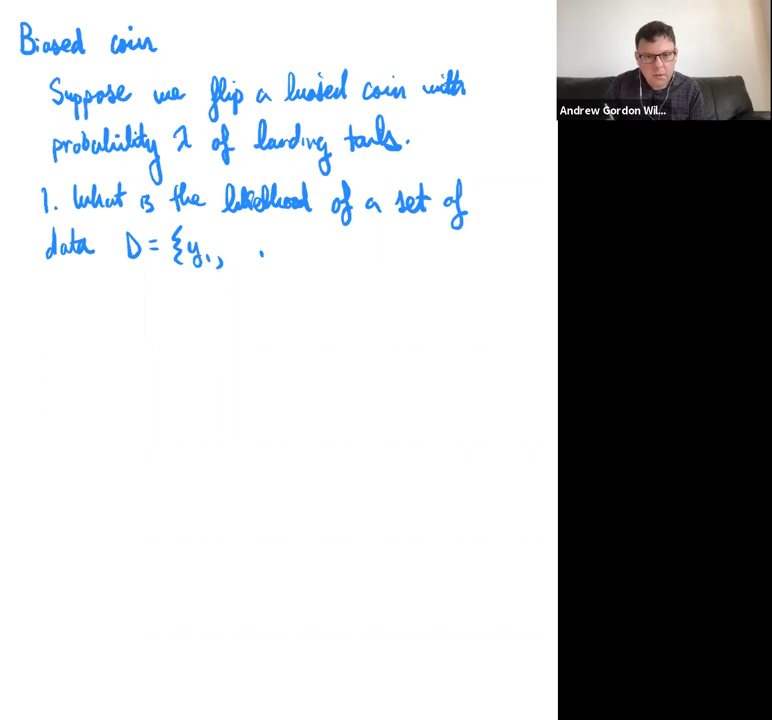 Biased coin
Suppose we flip a biased coin with
probability λ of landing tails.
1. What is the likelihood of a set of
data D = {y₁, .
Andrew Gordon Wil...